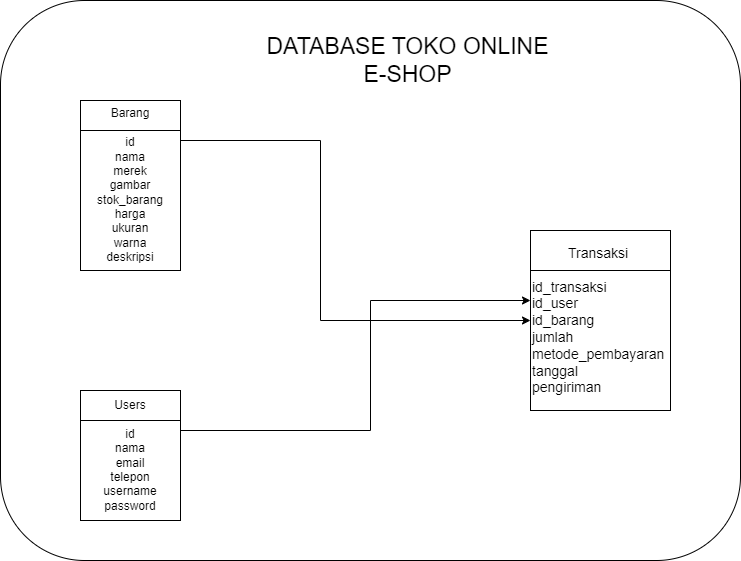 DATABASE TOKO ONLINE
E-SHOP
Barang
id
nama
merek
gambar
stok_barang
harga
ukuran
warna
deskripsi
Transaksi
id_transaksi
id_user
id_barang
jumlah
metode_pembayaran
tanggal
pengiriman
Users
id
nama
email
telepon
username
password